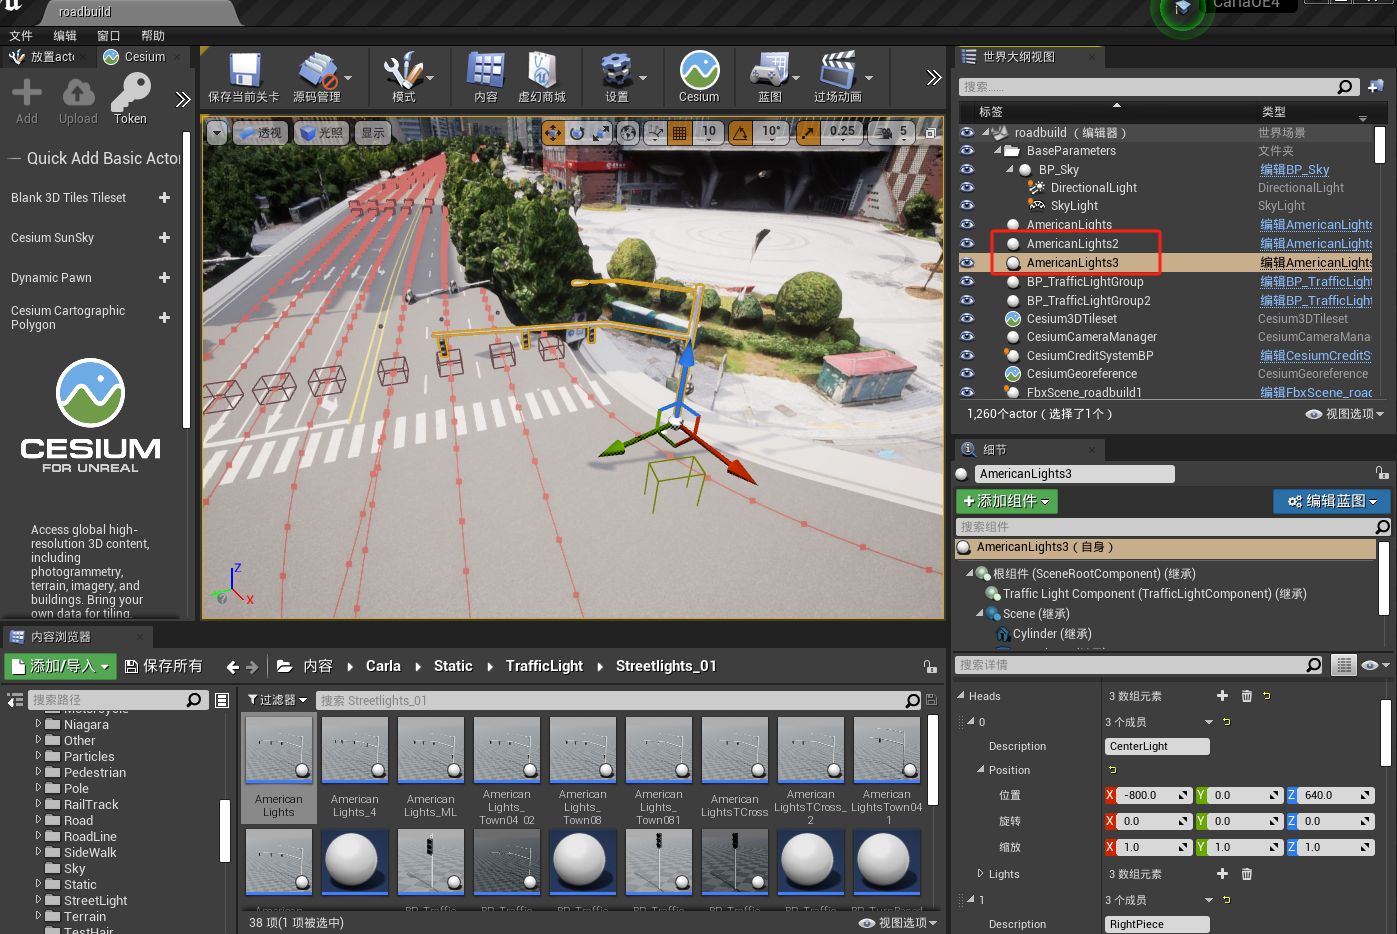 roadbuild
CarlaUE4
文件 编辑 窗口 帮助
放置acto
Cesium
Add
Upload
Token
Quick Add Basic Actor
Blank 3D Tiles Tileset
Cesium SunSky
Dynamic Pawn
Cesium Cartographic
Polygon
CESIUM
FOR UNREAL
Access global high-
resolution 3D content,
including
photogrammetry,
terrain, imagery, and
buildings. Bring your
own data for tiling,
保存当前关卡
源码管理
模式
内容
虚幻商城
设置
Cesium
蓝图
过场动画
透视
光照
显示
10
10°
0.25
5
Z
X
世界大纲视图
搜索......
标签 类型
roadbuild（编辑器） 世界场景
BaseParameters 文件夹
BP_Sky 编辑BP_Sky
DirectionalLight DirectionalLight
SkyLight SkyLight
AmericanLights 编辑AmericanLights
AmericanLights2 编辑AmericanLights
AmericanLights3 编辑AmericanLights
BP_TrafficLightGroup 编辑BP_TrafficLight
BP_TrafficLightGroup2 编辑BP_TrafficLight
Cesium3DTileset Cesium3DTileset
CesiumCameraManager CesiumCameraMana
CesiumCreditSystemBP 编辑CesiumCreditS
CesiumGeoreference CesiumGeoreference
FbxScene_roadbuild1 编辑FbxScene_roac
1,260个actor（选择了1个）
视图选项
细节
AmericanLights3
添加组件
编辑蓝图
搜索组件
AmericanLights3（自身）
根组件 (SceneRootComponent) (继承)
Traffic Light Component (TrafficLightComponent) (继承)
Scene (继承)
Cylinder (继承)
搜索详情
Heads 3 数组元素
0 3 个成员
Description CenterLight
Position
位置 X -800.0 Y 0.0 Z 640.0
旋转 X 0.0 Y 0.0 Z 0.0
缩放 X 1.0 Y 1.0 Z 1.0
Lights 3 数组元素
1 3 个成员
Description RightPiece
内容浏览器
添加/导入
保存所有
内容 Carla Static TrafficLight Streetlights_01
搜索路径
过滤器
搜索 Streetlights_01
Motorcycle
Niagara
Other
Particles
Pedestrian
Pole
RailTrack
Road
RoadLine
SideWalk
Sky
Static
StreetLight
Terrain
TestHair
American
Lights
American
Lights_4
American
Lights_ML
American
Lights_
Town04_02
American
Lights_
Town08
American
Lights_
Town081
American
LightsTCross
American
LightsTCross_
2
American
LightsTown04
1
38 项(1 项被选中)
视图选项